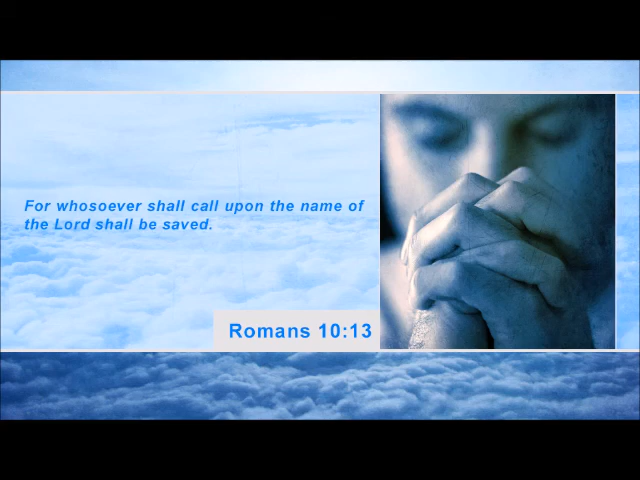 For whosoever shall call upon the name of
the Lord shall be saved.
Romans 10:13